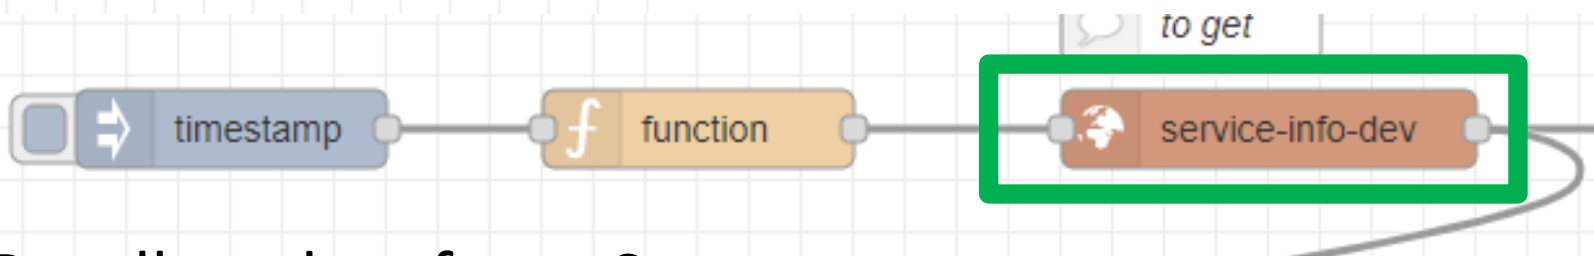 to get
timestamp
function
service-info-dev